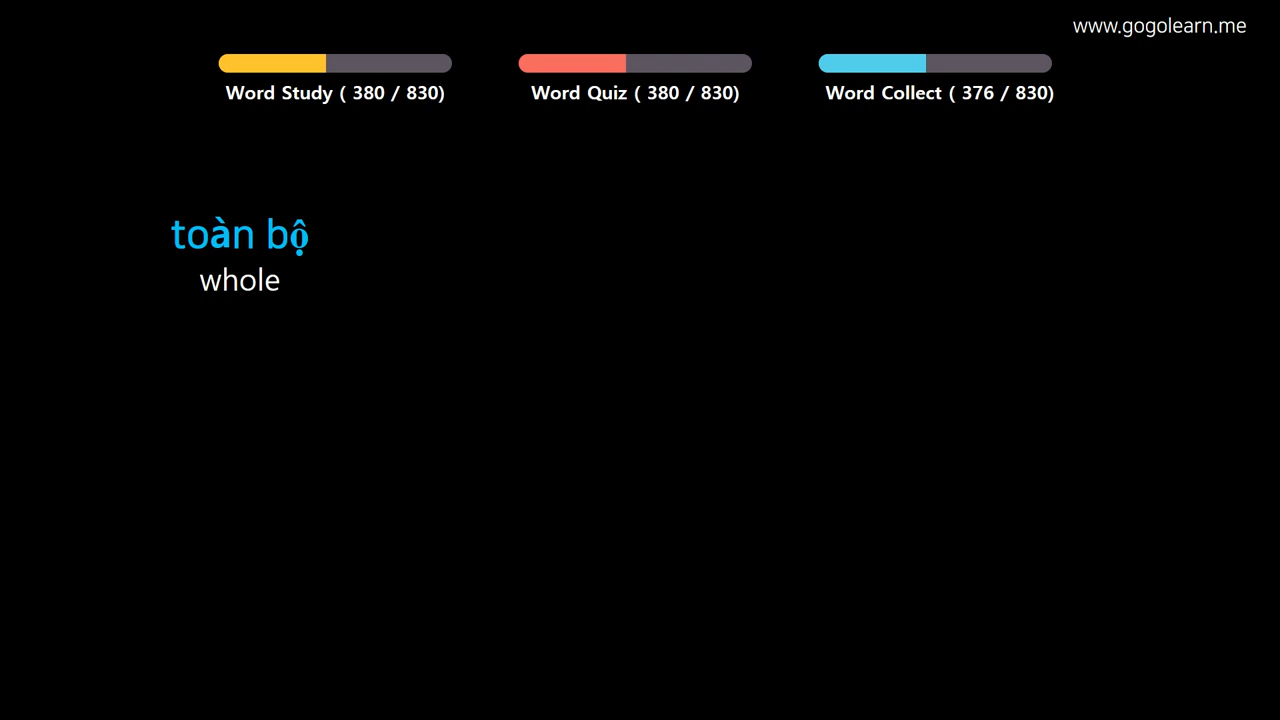 www.gogolearn.me
Word Study ( 380 / 830)
Word Quiz ( 380 / 830)
Word Collect ( 376 / 830)
toàn bộ
whole